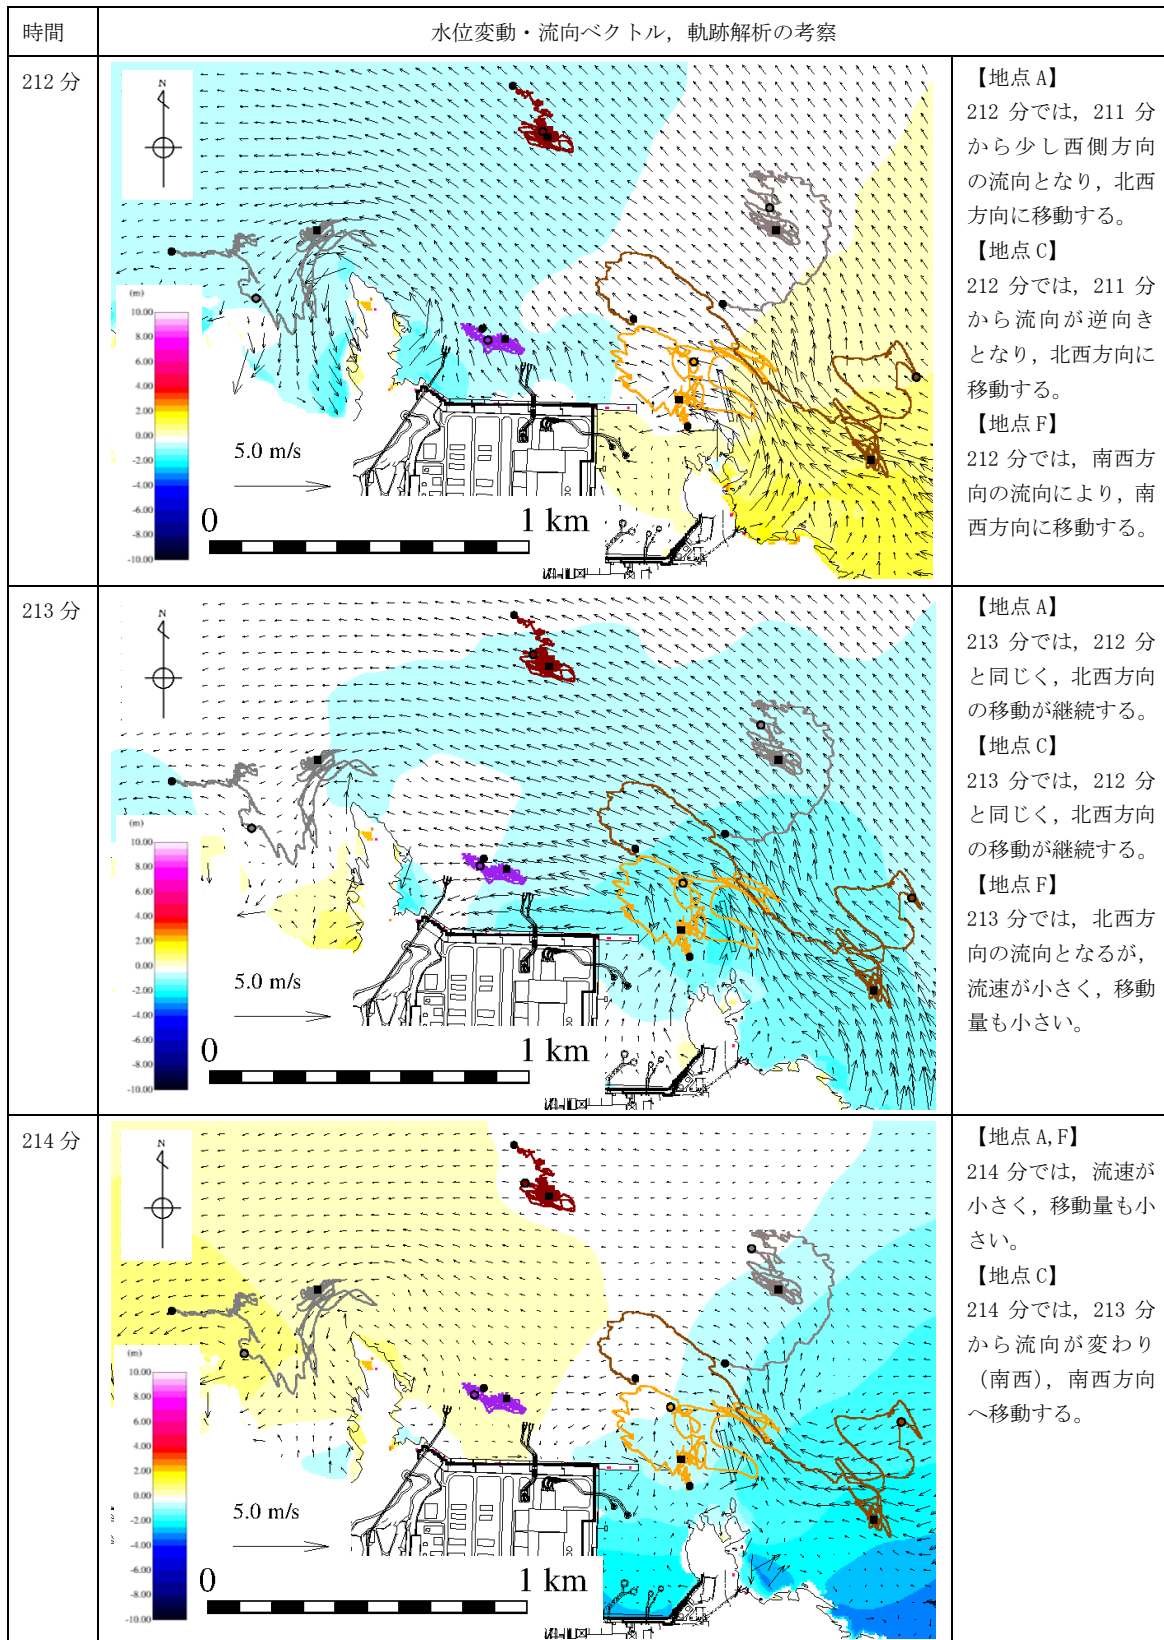 時間
水位変動・流向ベクトル，軌跡解析の考察
212 分
N
(m)
10.00
8.00
6.00
4.00
2.00
0.00
-2.00
-4.00
-6.00
-8.00
-10.00
5.0 m/s
0
1 km
【地点 A】
212 分では，211 分
から少し西側方向
の流向となり，北西
方向に移動する。
【地点 C】
212 分では，211 分
から流向が逆向き
となり，北西方向に
移動する。
【地点 F】
212 分では，南西方
向の流向により，南
西方向に移動する。
213 分
N
(m)
10.00
8.00
6.00
4.00
2.00
0.00
-2.00
-4.00
-6.00
-8.00
-10.00
5.0 m/s
0
1 km
【地点 A】
213 分では，212 分
と同じく，北西方向
の移動が継続する。
【地点 C】
213 分では，212 分
と同じく，北西方向
の移動が継続する。
【地点 F】
213 分では，北西方
向の流向となるが，
流速が小さく，移動
量も小さい。
214 分
N
(m)
10.00
8.00
6.00
4.00
2.00
0.00
-2.00
-4.00
-6.00
-8.00
-10.00
5.0 m/s
0
1 km
【地点 A,F】
214 分では，流速が
小さく，移動量も小
さい。
【地点 C】
214 分では，213 分
から流向が変わり
（南西），南西方向
へ移動する。